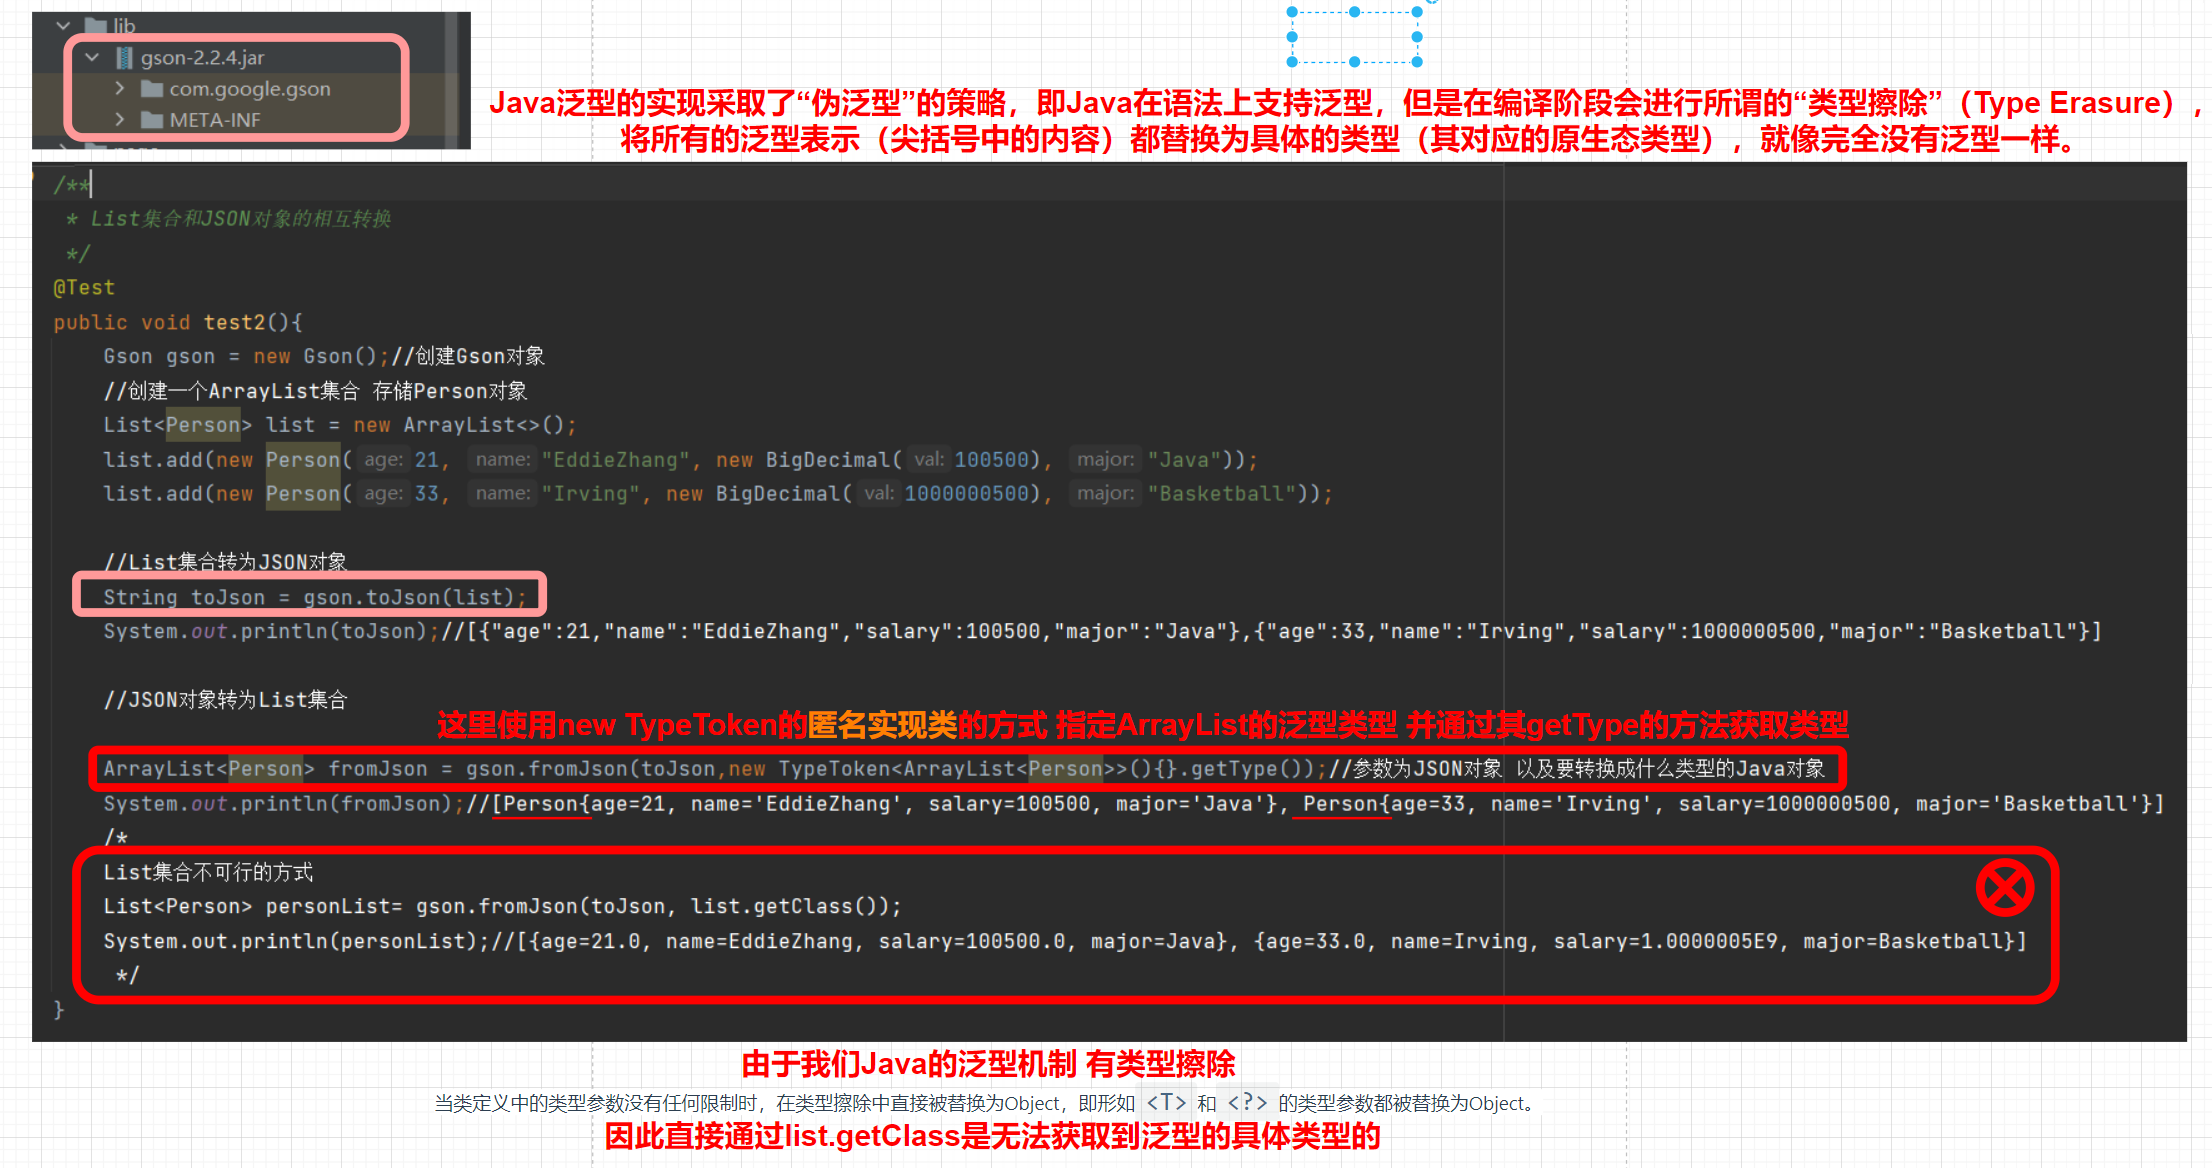 lib
gson-2.2.4.jar
com.google.gson
META-INF
Java泛型的实现采取了“伪泛型”的策略，即Java在语法上支持泛型，但是在编译阶段会进行所谓的“类型擦除”（Type Erasure），
将所有的泛型表示（尖括号中的内容）都替换为具体的类型（其对应的原生态类型），就像完全没有泛型一样。
/**
* List集合和JSON对象的相互转换
*/
@Test
public void test2(){
Gson gson = new Gson();//创建Gson对象
//创建一个ArrayList集合 存储Person对象
List<Person> list = new ArrayList<>();
list.add(new Person( age: 21, name: "EddieZhang", new BigDecimal( val: 100500), major: "Java"));
list.add(new Person( age: 33, name: "Irving", new BigDecimal( val: 1000000500), major: "Basketball"));
//List集合转为JSON对象
String toJson = gson.toJson(list);
System.out.println(toJson);//[{"age":21,"name":"EddieZhang","salary":100500,"major":"Java"},{"age":33,"name":"Irving","salary":1000000500,"major":"Basketball"}]
//JSON对象转为List集合
这里使用new TypeToken的匿名实现类的方式 指定ArrayList的泛型类型 并通过其getType的方法获取类型
ArrayList<Person> fromJson = gson.fromJson(toJson,new TypeToken<ArrayList<Person>>(){}.getType());//参数为JSON对象 以及要转换成什么类型的Java对象
System.out.println(fromJson);//[Person{age=21, name='EddieZhang', salary=100500, major='Java'}, Person{age=33, name='Irving', salary=1000000500, major='Basketball'}]
/*
List集合不可行的方式
List<Person> personList= gson.fromJson(toJson, list.getClass());
System.out.println(personList);//[{age=21.0, name=EddieZhang, salary=100500.0, major=Java}, {age=33.0, name=Irving, salary=1.0000005E9, major=Basketball}]
*/
}
由于我们Java的泛型机制 有类型擦除
当类定义中的类型参数没有任何限制时，在类型擦除中直接被替换为Object，即形如 <T> 和 <?> 的类型参数都被替换为Object。
因此直接通过list.getClass是无法获取到泛型的具体类型的